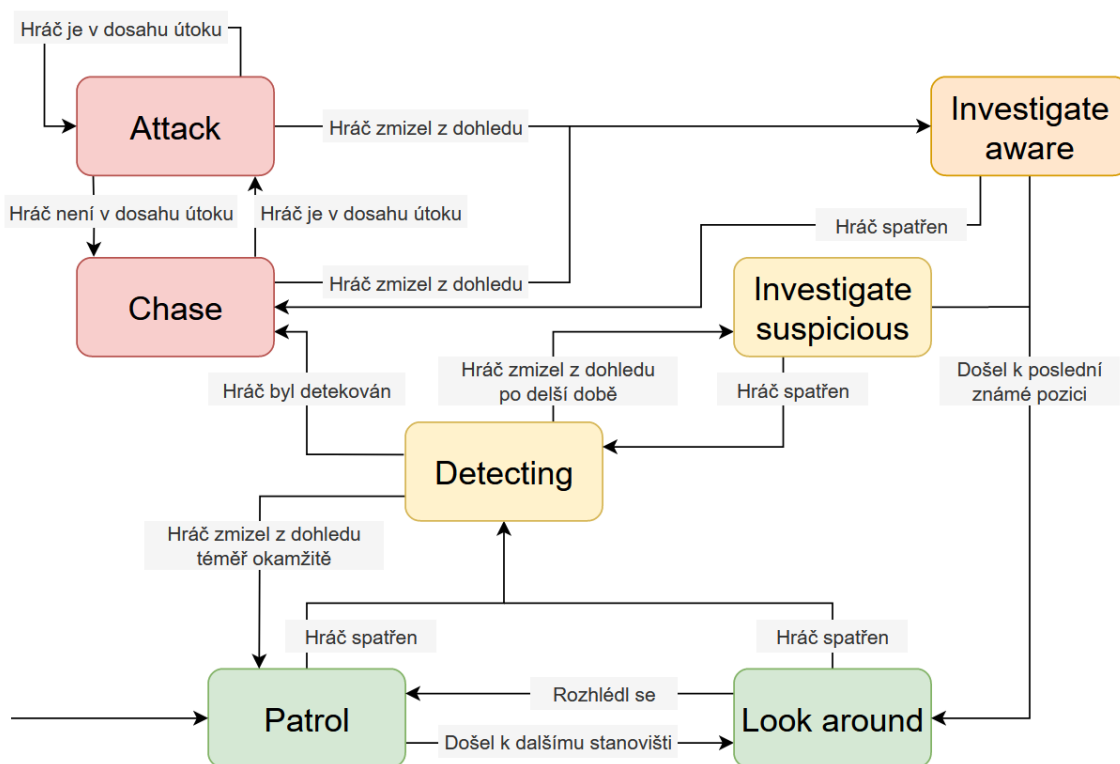 Hráč je v dosahu útoku
Attack
Hráč zmizel z dohledu
Investigate
aware
Hráč není v dosahu útoku
Hráč je v dosahu útoku
Hráč spatřen
Chase
Hráč zmizel z dohledu
Investigate
suspicious
Hráč byl detekován
Hráč zmizel z dohledu
po delší době
Hráč spatřen
Došel k poslední
známé pozici
Detecting
Hráč zmizel z dohledu
téměř okamžitě
Hráč spatřen
Hráč spatřen
Patrol
Rozhlédl se
Look around
Došel k dalšímu stanovišti